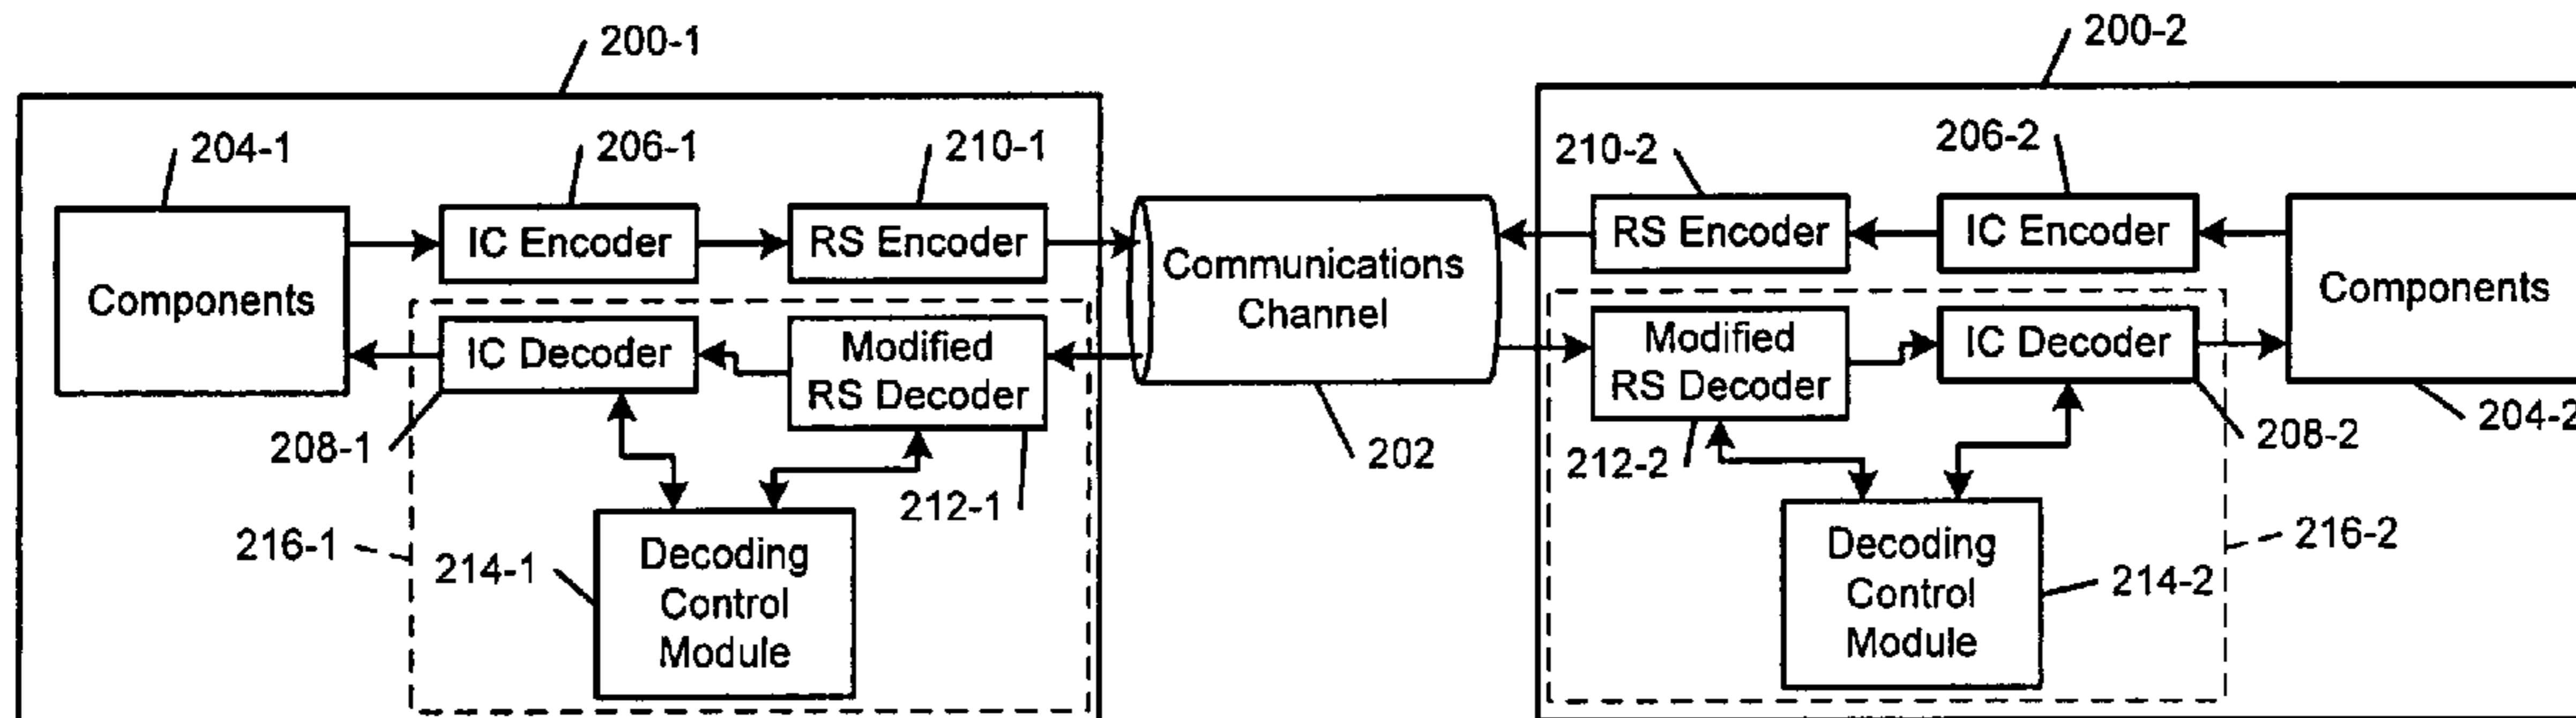 200-1
200-2
204-1
206-1
210-1
210-2
206-2
Components
IC Encoder
RS Encoder
Communications
Channel
RS Encoder
IC Encoder
Components
IC Decoder
Modified
RS Decoder
Modified
RS Decoder
IC Decoder
208-1
212-1
202
212-2
208-2
204-2
216-1
214-1
Decoding
Control
Module
Decoding
Control
Module
214-2
216-2